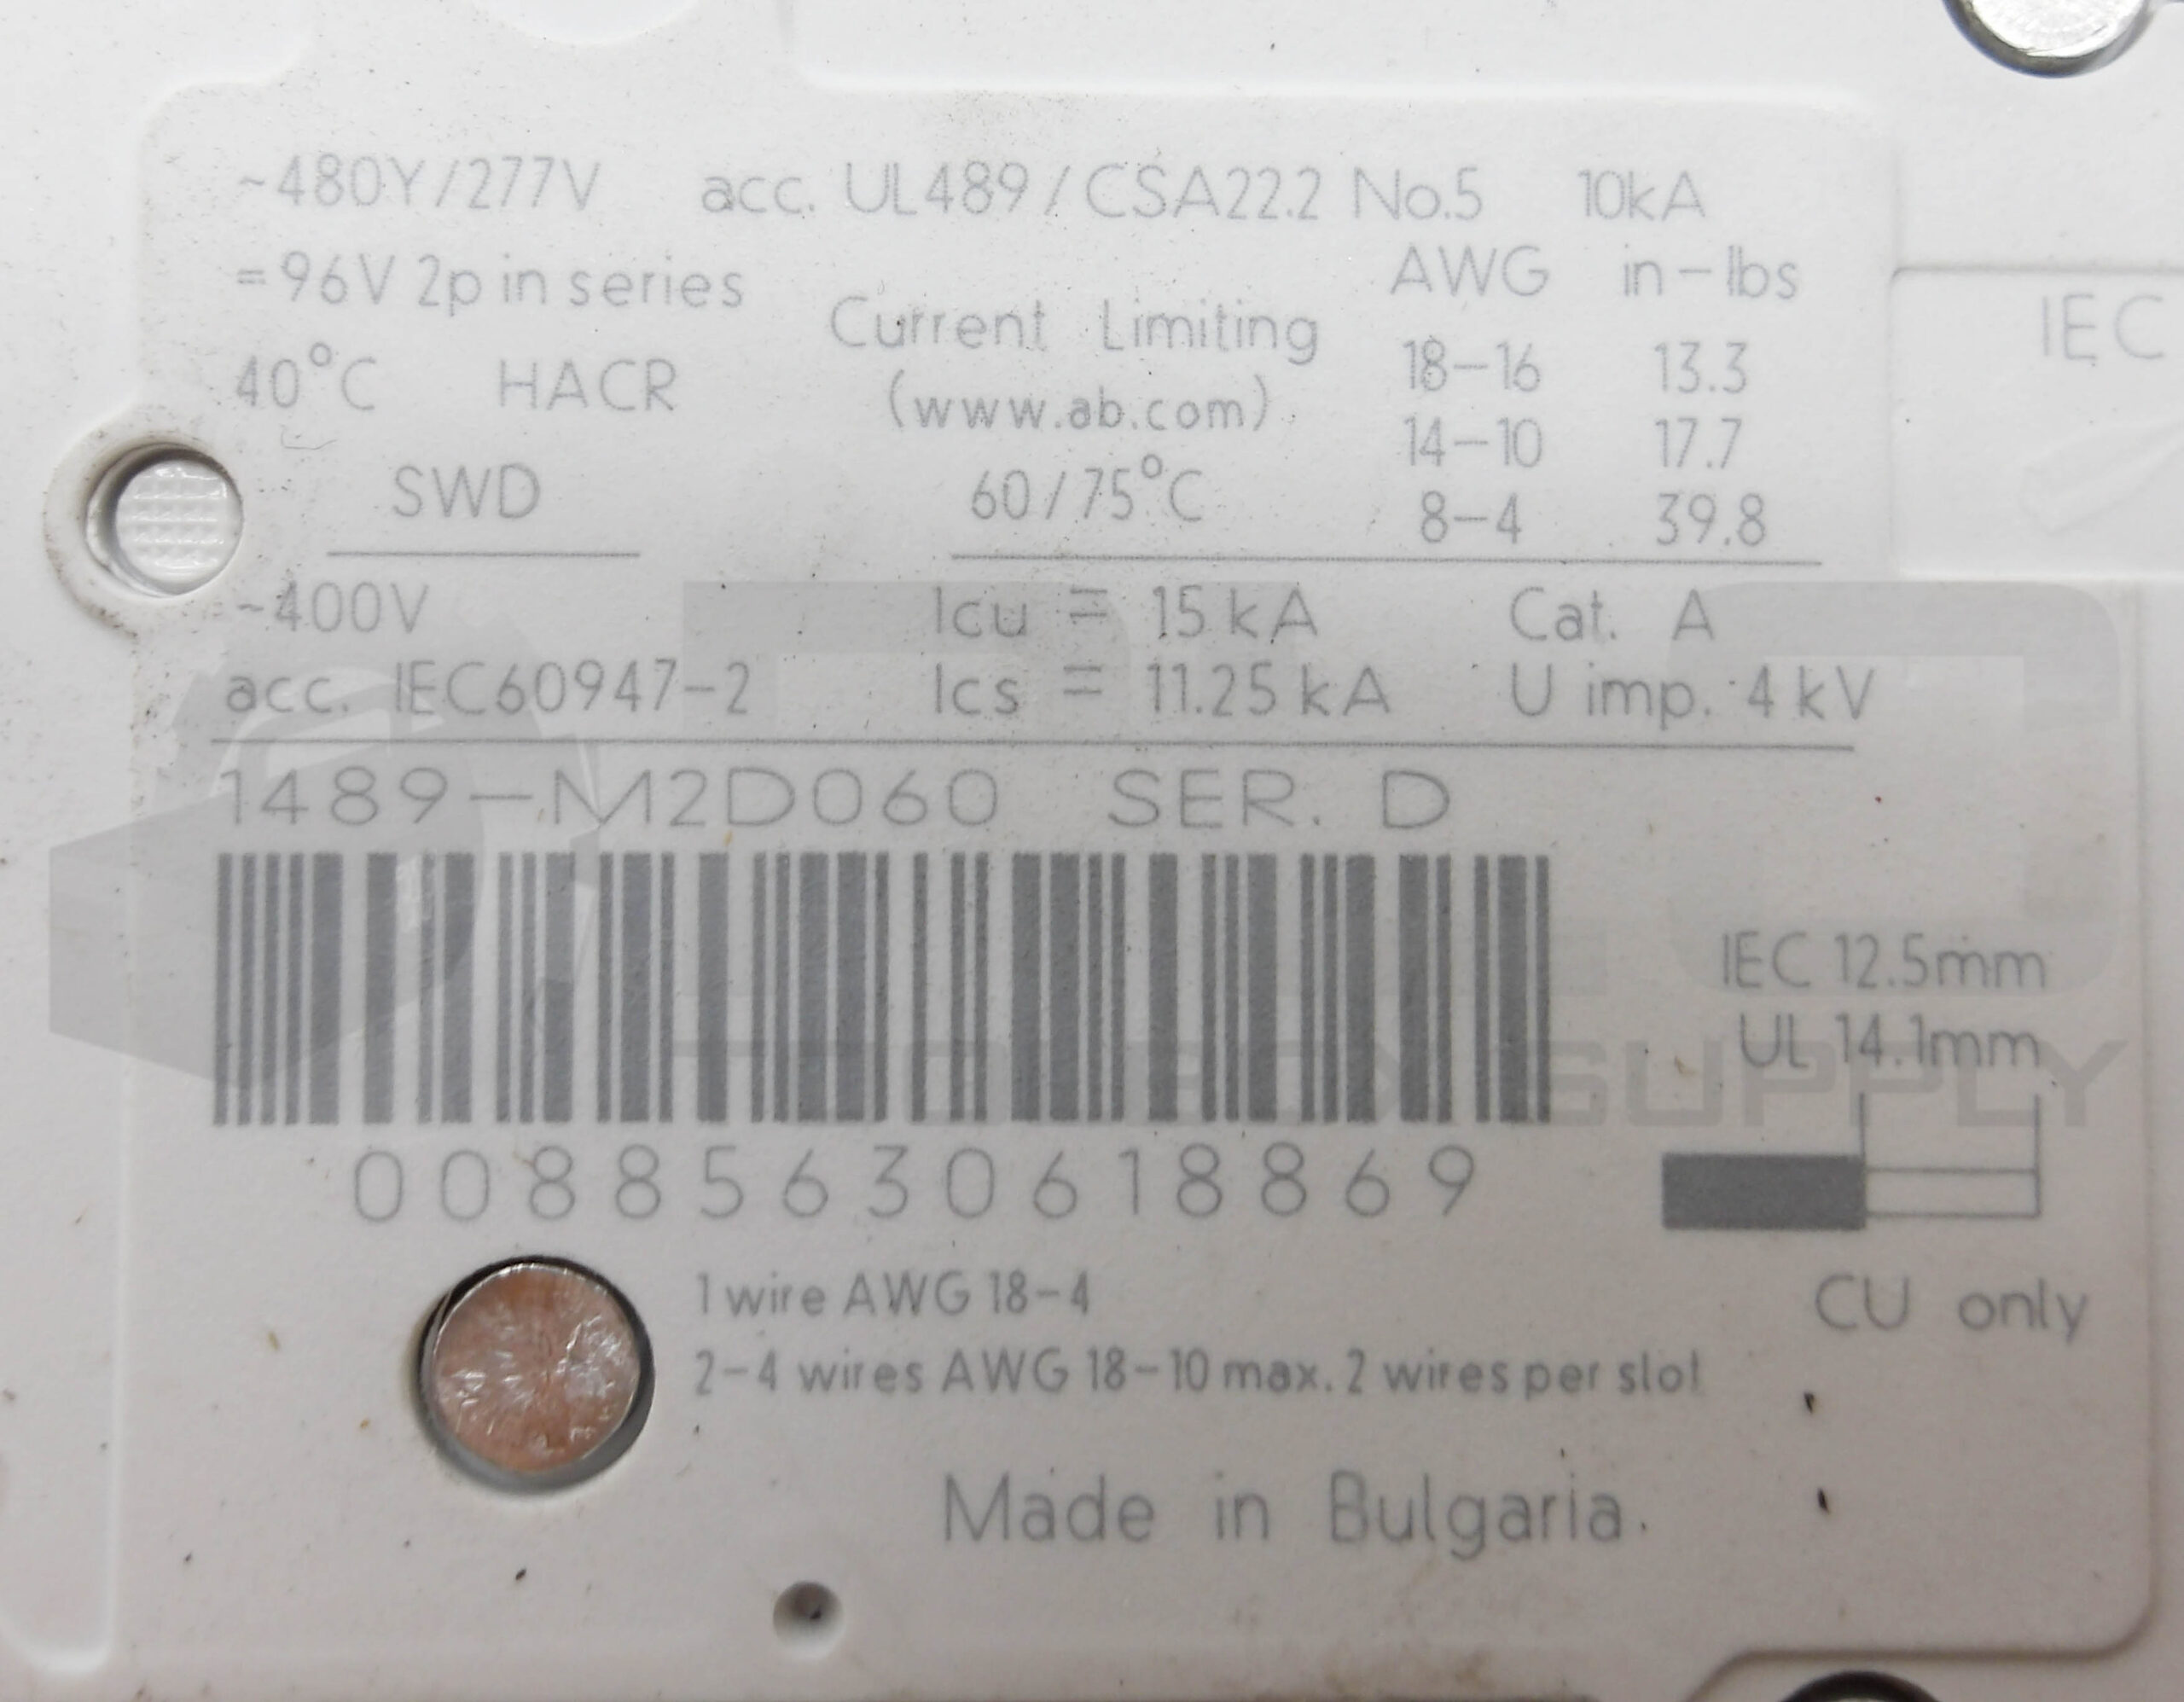 ~480Y/277V acc. UL489/CSA22.2 No.5 10kA
=96V 2p in series
40°C HACR
SWD
Current Limiting
(www.ab.com)
60/75°C
AWG in-lbs
18-16 13.3
14-10 17.7
8-4 39.8
IEC
~400V Icu = 15 kA Cat. A
acc. IEC60947-2 Ics = 11.25 kA U imp. 4 kV
1489-M2D060 SER. D
00885630618869
IEC 12.5mm
UL 14.1mm
SUPPLY
CU only
1 wire AWG 18-4
2-4 wires AWG 18-10 max. 2 wires per slot
Made in Bulgaria.